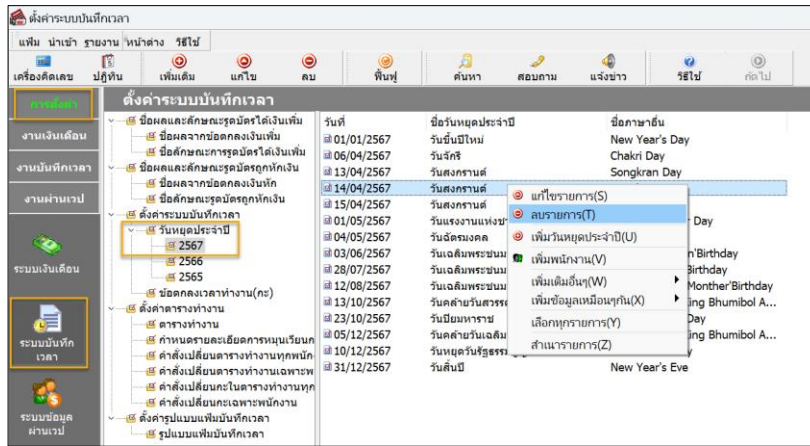 ตั้งค่าระบบบันทึกเวลา
แฟ้ม นำเข้า รายงาน หน้าต่าง วิธีใช้
เครื่องคิดเลข ปฏิทิน เพิ่มเติม แก้ไข ลบ ฟื้นฟู ค้นหา สอบถาม แจ้งข่าว วิธีใช้ ถัดไป
การตั้งค่า
งานเงินเดือน
งานบันทึกเวลา
งานผ่านเวป
ระบบเงินเดือน
ระบบบันทึก
เวลา
ระบบข้อมูล
ผ่านเวป
ตั้งค่าระบบบันทึกเวลา
ชื่อผลและลักษณะรูดบัตรได้เงินเพิ่ม
ชื่อผลจากข้อตกลงเงินเพิ่ม
ชื่อลักษณะการรูดบัตรได้เงินเพิ่ม
ชื่อผลและลักษณะรูดบัตรถูกหักเงิน
ชื่อผลจากข้อตกลงเงินหัก
ชื่อลักษณะรูดบัตรถูกหักเงิน
ตั้งค่าระบบบันทึกเวลา
วันหยุดประจำปี
2567
2566
2565
ข้อตกลงเวลาทำงาน(กะ)
ตั้งค่าตารางทำงาน
ตารางทำงาน
กำหนดรายละเอียดการหมุนเวียนก
คำสั่งเปลี่ยนตารางทำงานทุกพนัก
คำสั่งเปลี่ยนตารางทำงานเฉพาะพ
คำสั่งเปลี่ยนกะในตารางทำงานทุก
คำสั่งเปลี่ยนกะเฉพาะพนักงาน
ตั้งค่ารูปแบบแฟ้มบันทึกเวลา
รูปแบบแฟ้มบันทึกเวลา
วันที่ ชื่อวันหยุดประจำปี ชื่อภาษาอื่น
01/01/2567 วันขึ้นปีใหม่ New Year's Day
06/04/2567 วันจักรี Chakri Day
13/04/2567 วันสงกรานต์ Songkran Day
14/04/2567 วันสงกรานต์
15/04/2567 วันสงกรานต์
01/05/2567 วันแรงงานแห่งช Day
04/05/2567 วันฉัตรมงคล
03/06/2567 วันเฉลิมพระชนม n'Birthday
28/07/2567 วันเฉลิมพระชนม Birthday
12/08/2567 วันเฉลิมพระชนม Monther'Birthday
13/10/2567 วันคล้ายวันสวรร ing Bhumibol A...
23/10/2567 วันปิยมหาราช Day
05/12/2567 วันคล้ายวันเฉลิม ing Bhumibol A...
10/12/2567 วันหยุดวันรัฐธรร y
31/12/2567 วันสิ้นปี New Year's Eve
แก้ไขรายการ(S)
ลบรายการ(T)
เพิ่มวันหยุดประจำปี(U)
เพิ่มพนักงาน(V)
เพิ่มเติมอื่นๆ(W)
เพิ่มข้อมูลเหมือนๆกัน(X)
เลือกทุกรายการ(Y)
สำเนารายการ(Z)